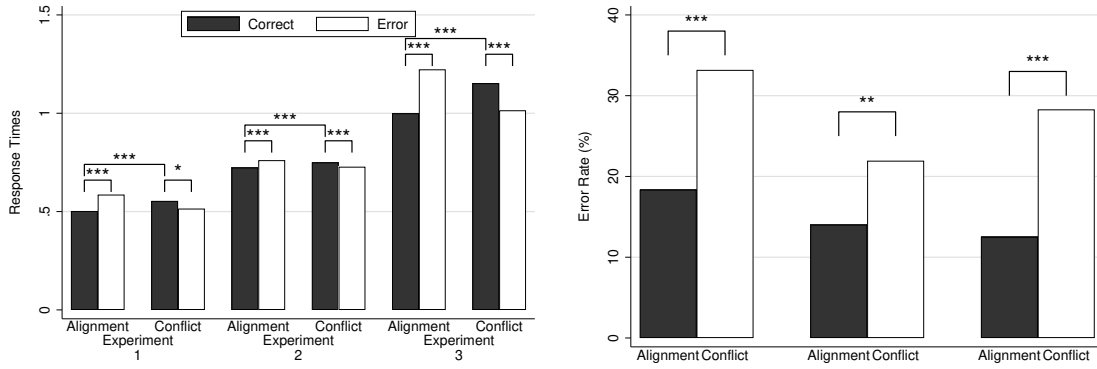 Response Times
0
.5
1
1.5
Correct
Error
*** *** *
*** *** ***
*** *** ***
Alignment Conflict Alignment Conflict Alignment Conflict
Experiment Experiment Experiment
1 2 3
Error Rate (%)
0
10
20
30
40
***
**
***
Alignment Conflict Alignment Conflict Alignment Conflict